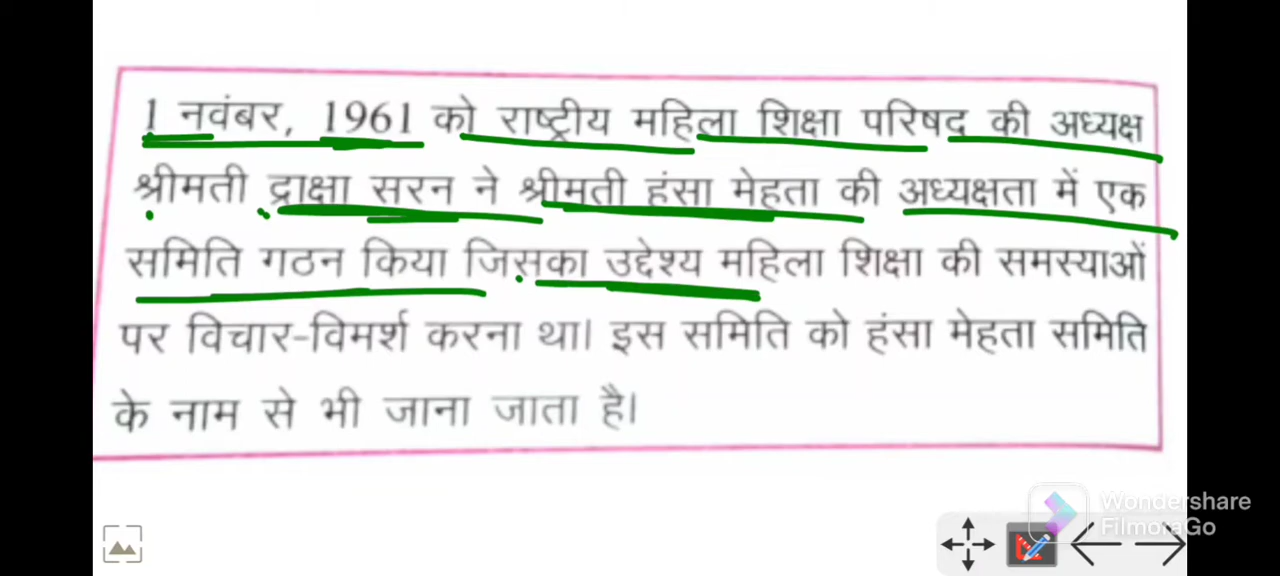 1 नवंबर, 1961 को राष्ट्रीय महिला शिक्षा परिषद की अध्यक्ष
श्रीमती द्राक्षा सरन ने श्रीमती हंसा मेहता की अध्यक्षता में एक
समिति गठन किया जिसका उद्देश्य महिला शिक्षा की समस्याओं
पर विचार-विमर्श करना था। इस समिति को हंसा मेहता समिति
के नाम से भी जाना जाता है।
Wondershare
FilmoraGo